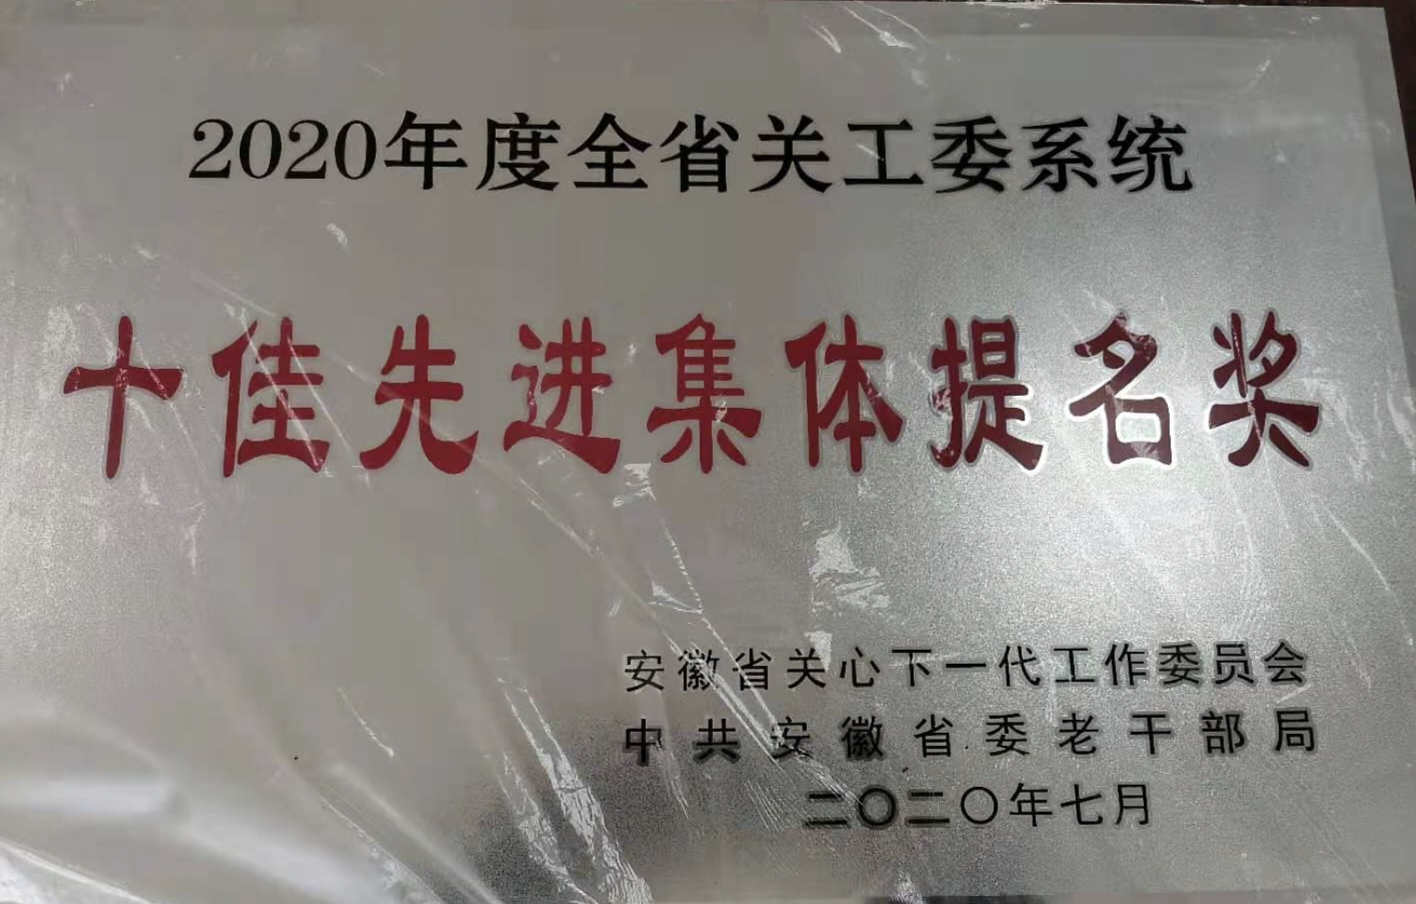 2020年度全省关工委系统
十佳先进集体提名奖
安徽省关心下一代工作委员会
中共安徽省委老干部局
二〇二〇年七月